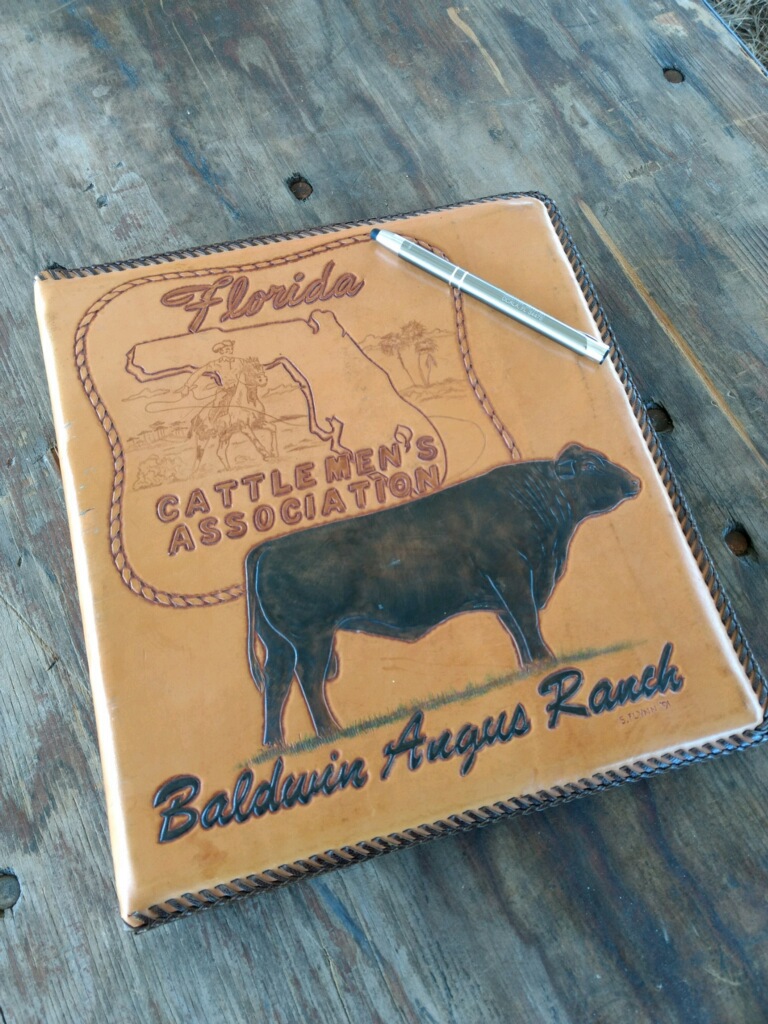 Florida
CATTLEMEN'S
ASSOCIATION
Baldwin Angus Ranch